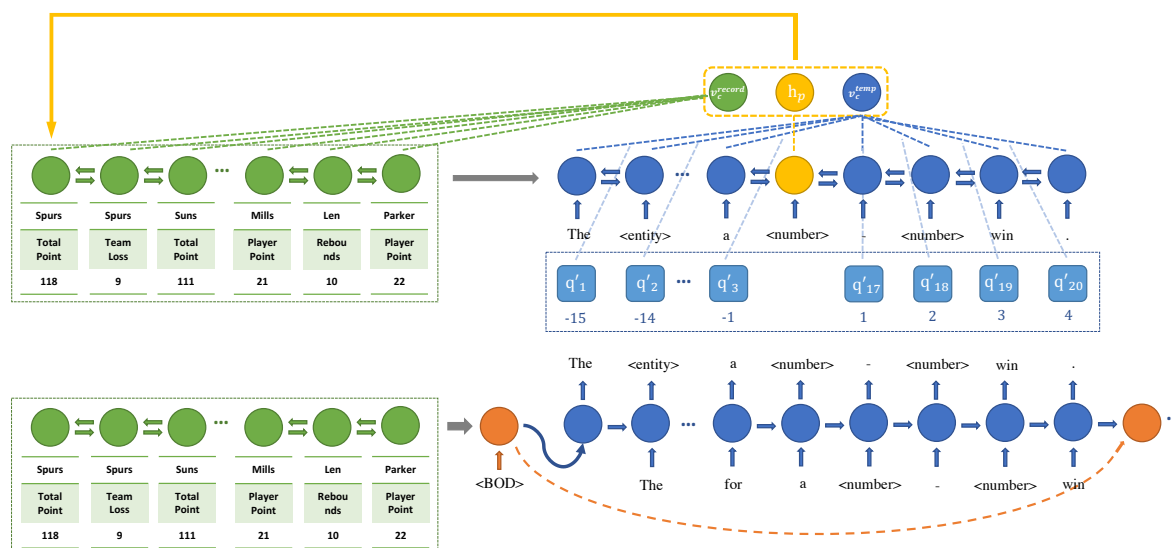 v_c^{record} h_p v_c^{temp}
... ...
Spurs Spurs Suns Mills Len Parker
Total Point Team Loss Total Point Player Point Rebou nds Player Point
118 9 111 21 10 22
The <entity> a <number> - <number> win .
q'1 q'2 ... q'3 q'17 q'18 q'19 q'20
-15 -14 -1 1 2 3 4
The <entity> a <number> - <number> win .
... ...
Spurs Spurs Suns Mills Len Parker
Total Point Team Loss Total Point Player Point Rebou nds Player Point
118 9 111 21 10 22
<BOD> The for a <number> - <number> win